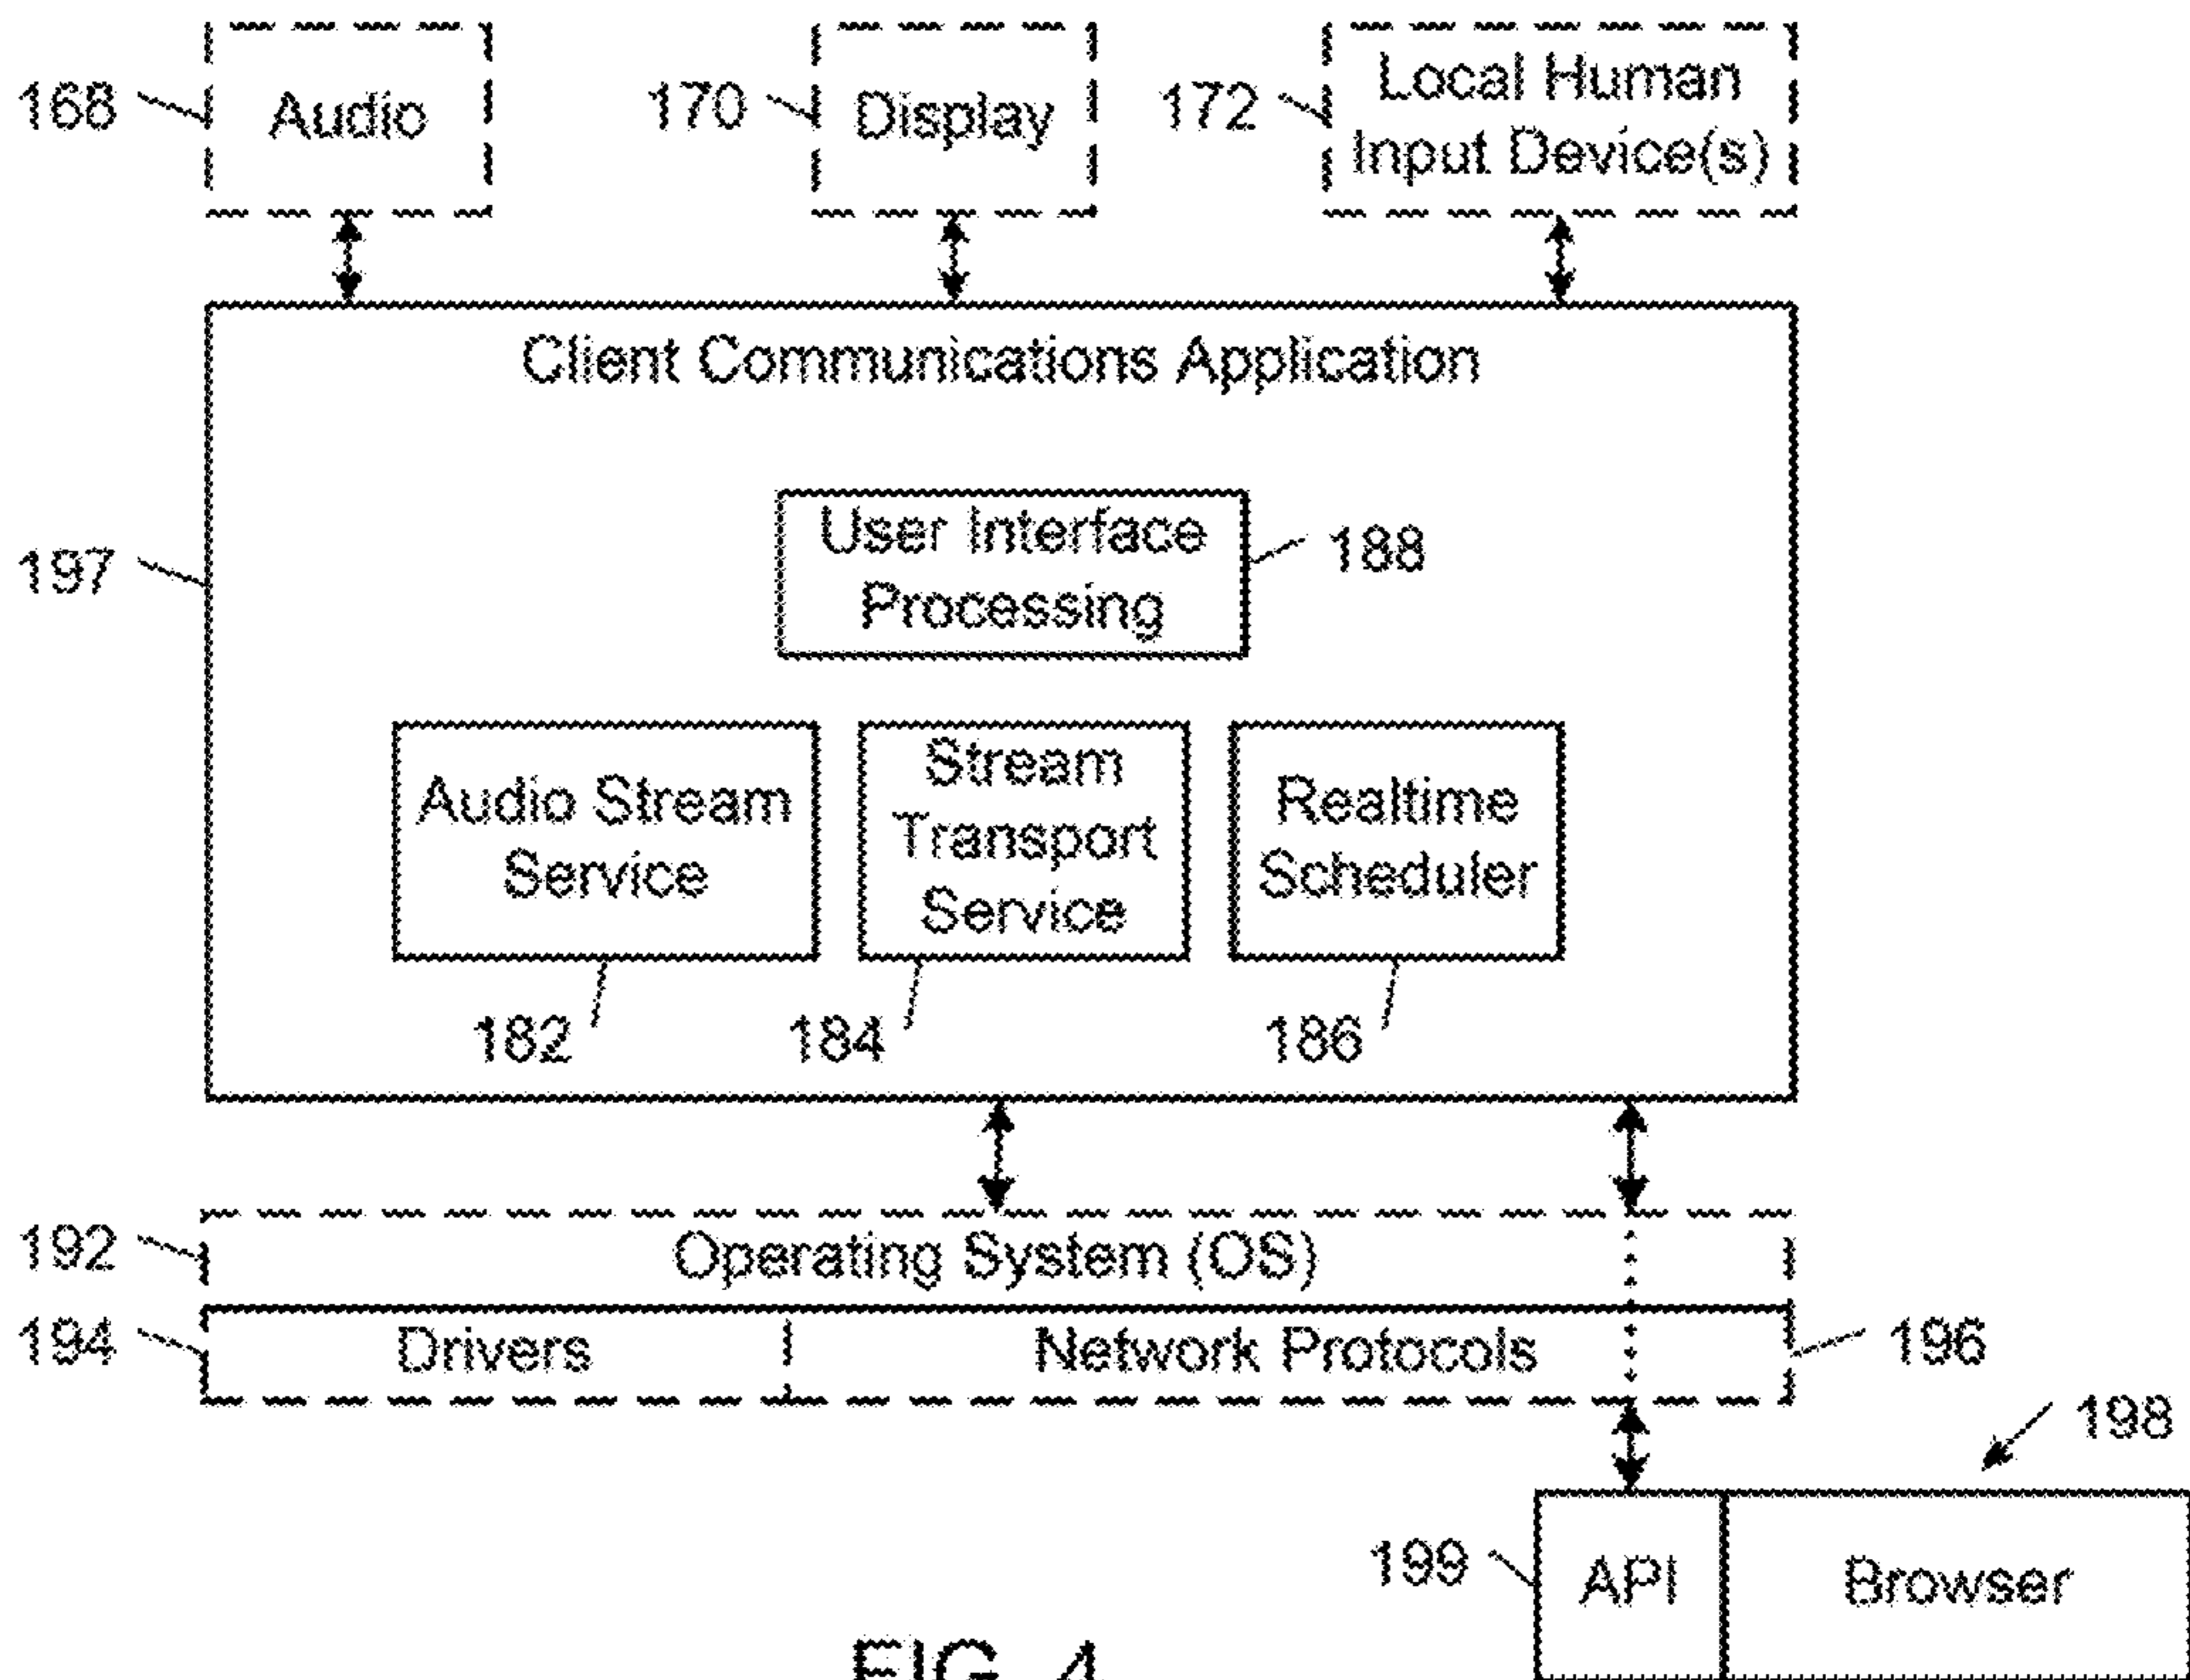 168
Audio
170
Display
172
Local Human
Input Device(s)
Client Communications Application
197
User Interface
Processing
188
Audio Stream
Service
Stream
Transport
Service
Realtime
Scheduler
182
184
186
192
Operating System (OS)
194
Drivers
Network Protocols
196
198
199
API
Browser
FIG. 4